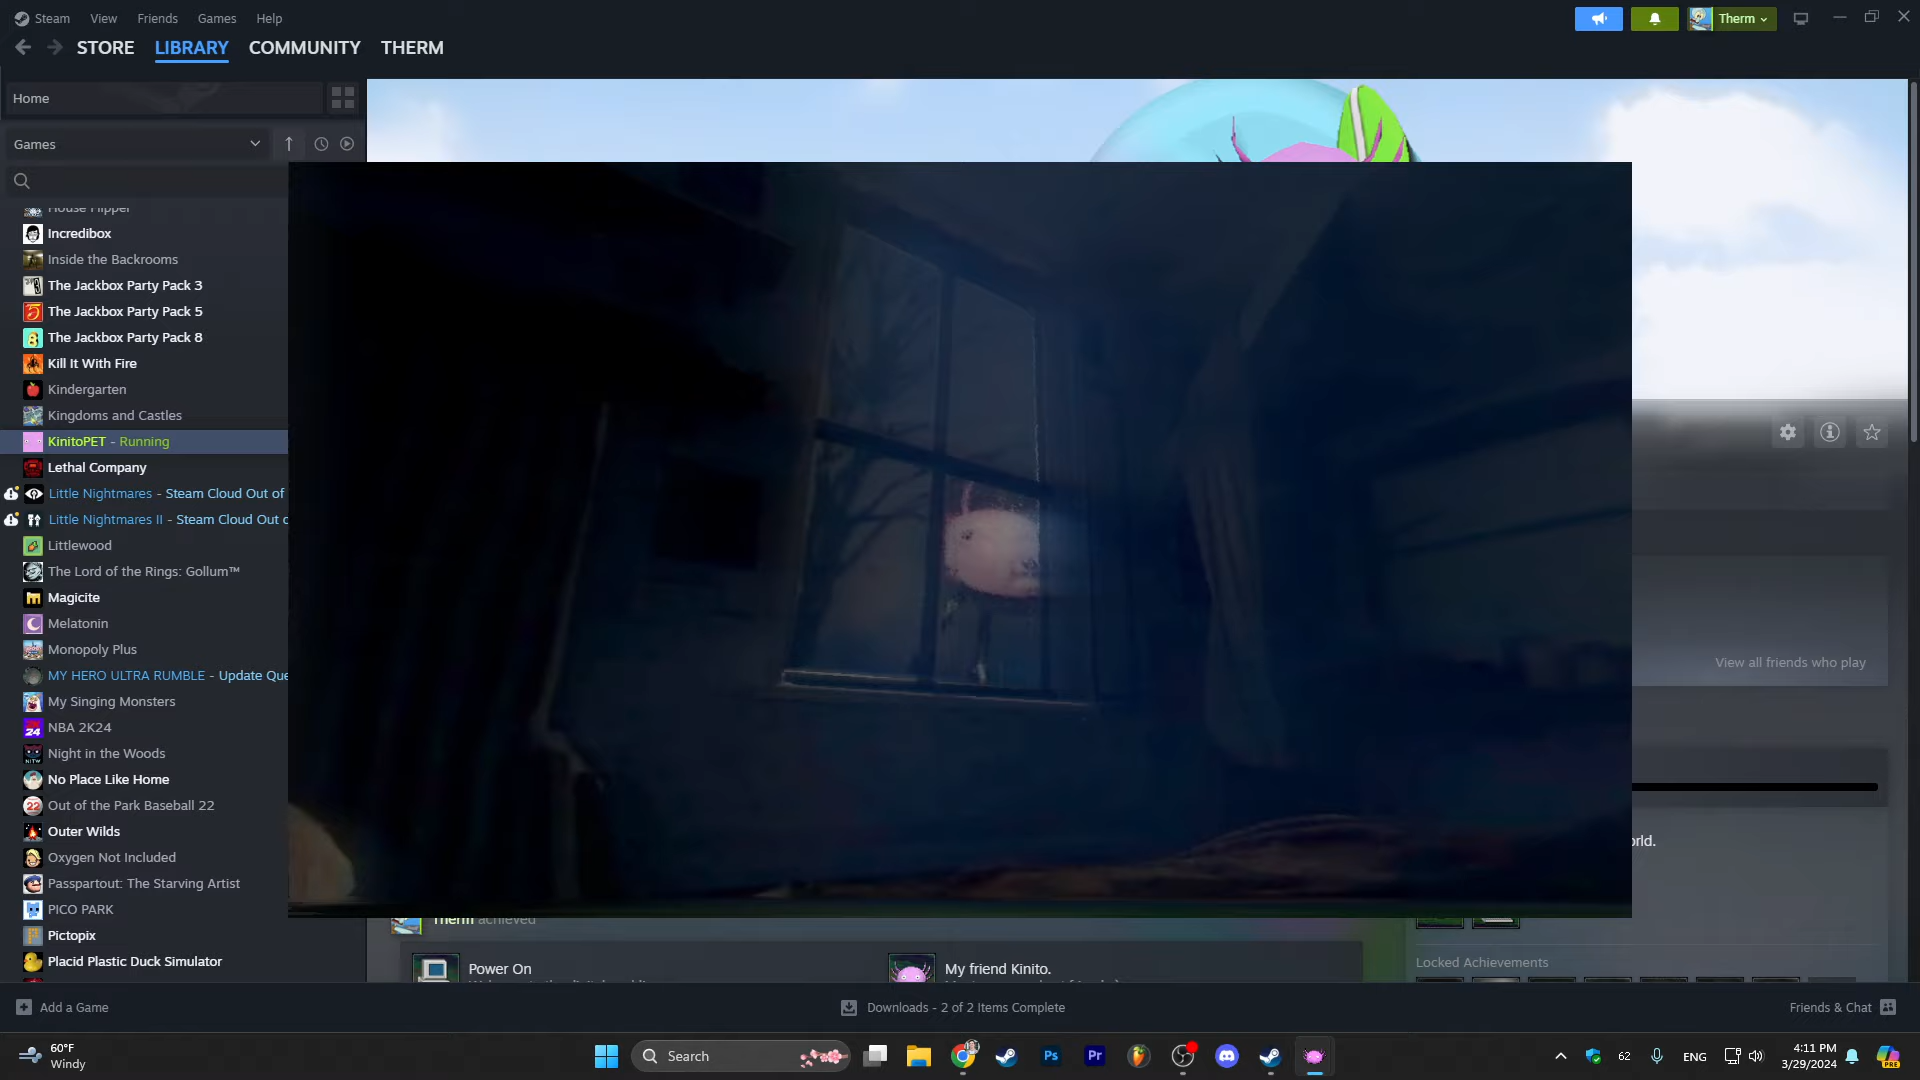 Steam View Friends Games Help
Therm
STORE LIBRARY COMMUNITY THERM
Home
Games
House Flipper
Incredibox
Inside the Backrooms
The Jackbox Party Pack 3
The Jackbox Party Pack 5
The Jackbox Party Pack 8
Kill It With Fire
Kindergarten
Kingdoms and Castles
KinitoPET - Running
Lethal Company
Little Nightmares - Steam Cloud Out of
Little Nightmares II - Steam Cloud Out
Littlewood
The Lord of the Rings: Gollum™
Magicite
Melatonin
Monopoly Plus
MY HERO ULTRA RUMBLE - Update Que
My Singing Monsters
NBA 2K24
Night in the Woods
No Place Like Home
Out of the Park Baseball 22
Outer Wilds
Oxygen Not Included
Passpartout: The Starving Artist
PICO PARK
Pictopix
Placid Plastic Duck Simulator
View all friends who play
rld.
Therm achieved
Power On
My friend Kinito.
Locked Achievements
Add a Game
Downloads - 2 of 2 Items Complete
Friends & Chat
60°F
Windy
Search
Ps
Pr
62
ENG
4:11 PM
3/29/2024
PRE